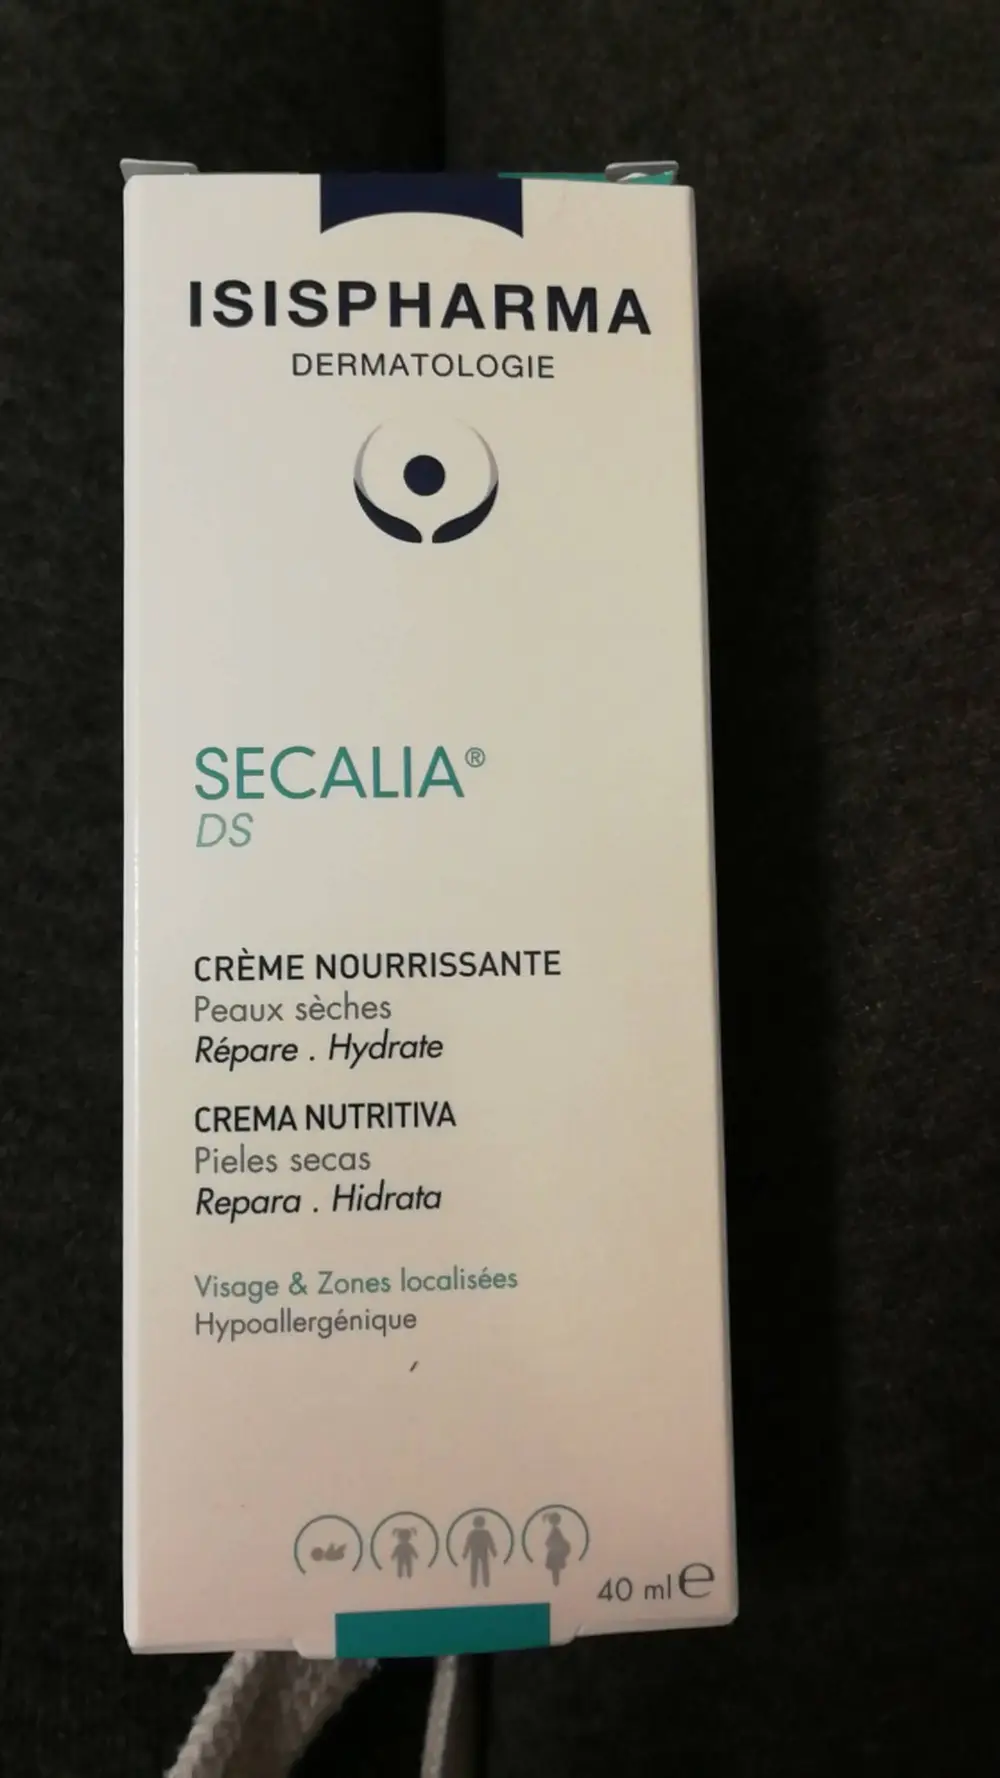 ISISPHARMA
DERMATOLOGIE
SECALIA®
DS
CRÈME NOURRISSANTE
Peaux sèches
Répare . Hydrate
CREMA NUTRITIVA
Pieles secas
Repara . Hidrata
Visage & Zones localisées
Hypoallergénique
40 ml ℮